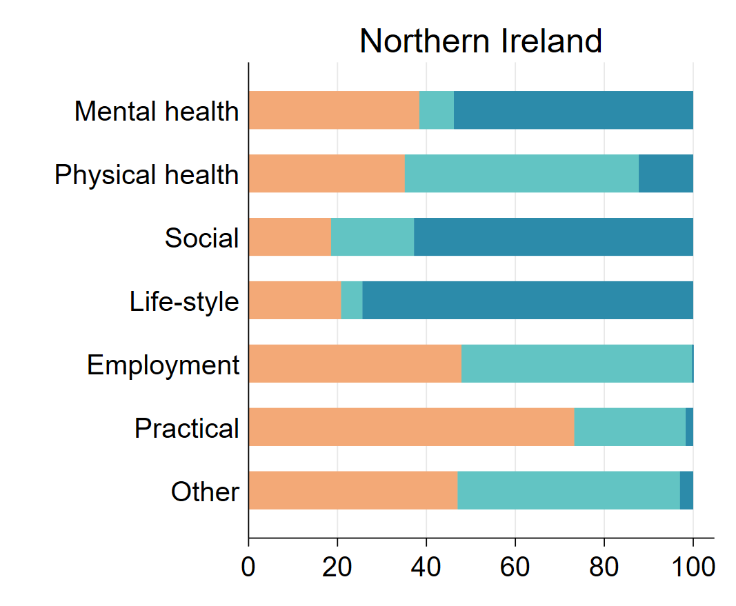 Northern Ireland
Mental health
Physical health
Social
Life-style
Employment
Practical
Other
0 20 40 60 80 100